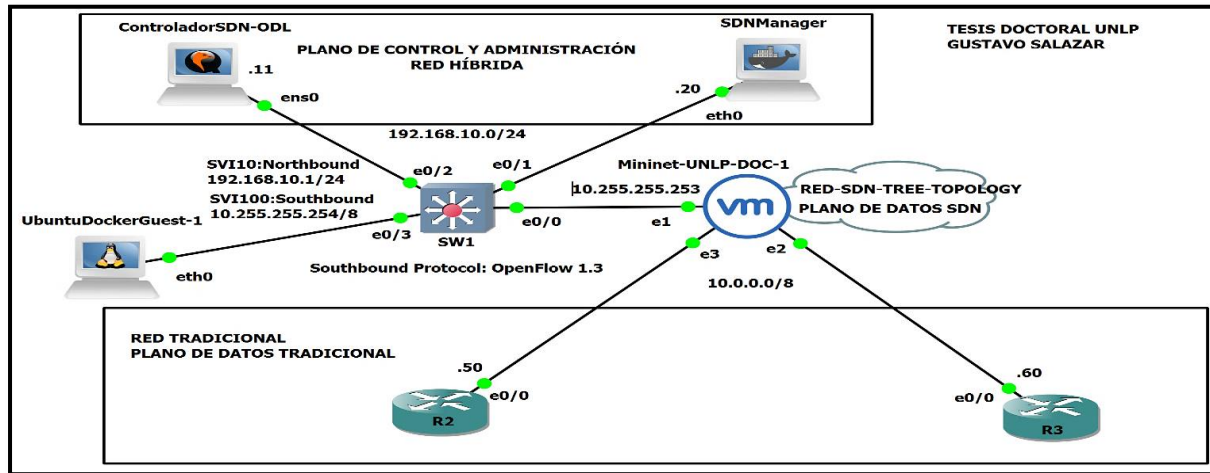 ControladorSDN-ODL
SDNManager
TESIS DOCTORAL UNLP
GUSTAVO SALAZAR
PLANO DE CONTROL Y ADMINISTRACIÓN
RED HÍBRIDA
.11
ens0
.20
eth0
192.168.10.0/24
SVI10:Northbound
192.168.10.1/24
SVI100:Southbound
10.255.255.254/8
e0/2
e0/1
Mininet-UNLP-DOC-1
10.255.255.253
RED-SDN-TREE-TOPOLOGY
PLANO DE DATOS SDN
vm
UbuntuDockerGuest-1
e0/3
SW1
e0/0
e1
e3
e2
eth0
Southbound Protocol: OpenFlow 1.3
10.0.0.0/8
RED TRADICIONAL
PLANO DE DATOS TRADICIONAL
.50
e0/0
R2
.60
e0/0
R3